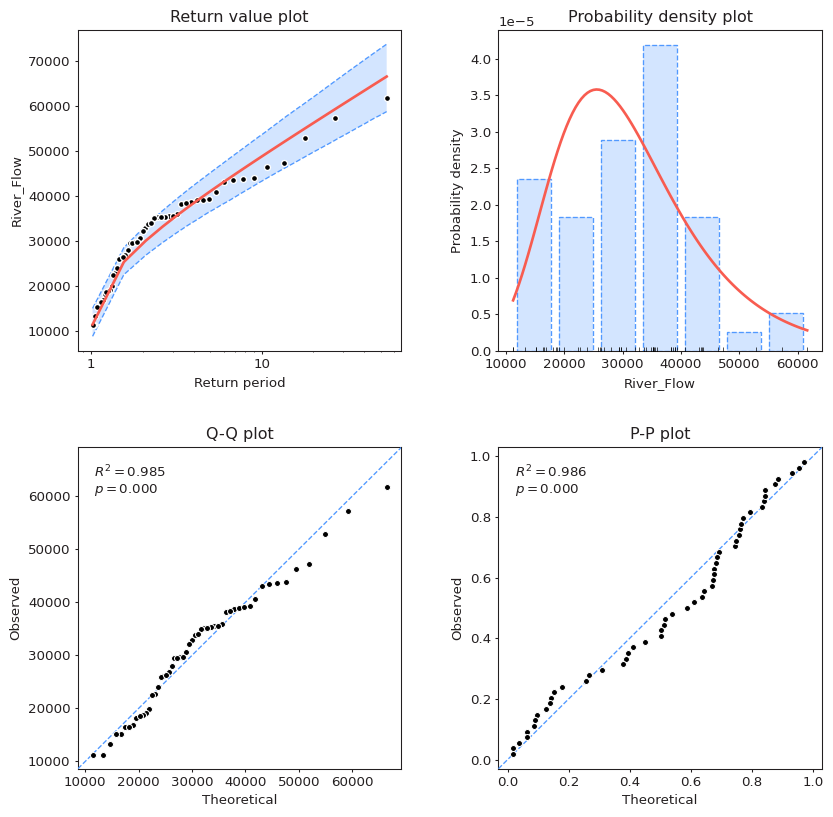 Return value plot
River_Flow
70000
60000
50000
40000
30000
20000
10000
1
10
Return period
Probability density plot
1e−5
Probability density
4.0
3.5
3.0
2.5
2.0
1.5
1.0
0.5
0.0
10000 20000 30000 40000 50000 60000
River_Flow
Q-Q plot
R² = 0.985
p = 0.000
Observed
60000
50000
40000
30000
20000
10000
10000 20000 30000 40000 50000 60000
Theoretical
P-P plot
R² = 0.986
p = 0.000
Observed
1.0
0.8
0.6
0.4
0.2
0.0
0.0 0.2 0.4 0.6 0.8 1.0
Theoretical